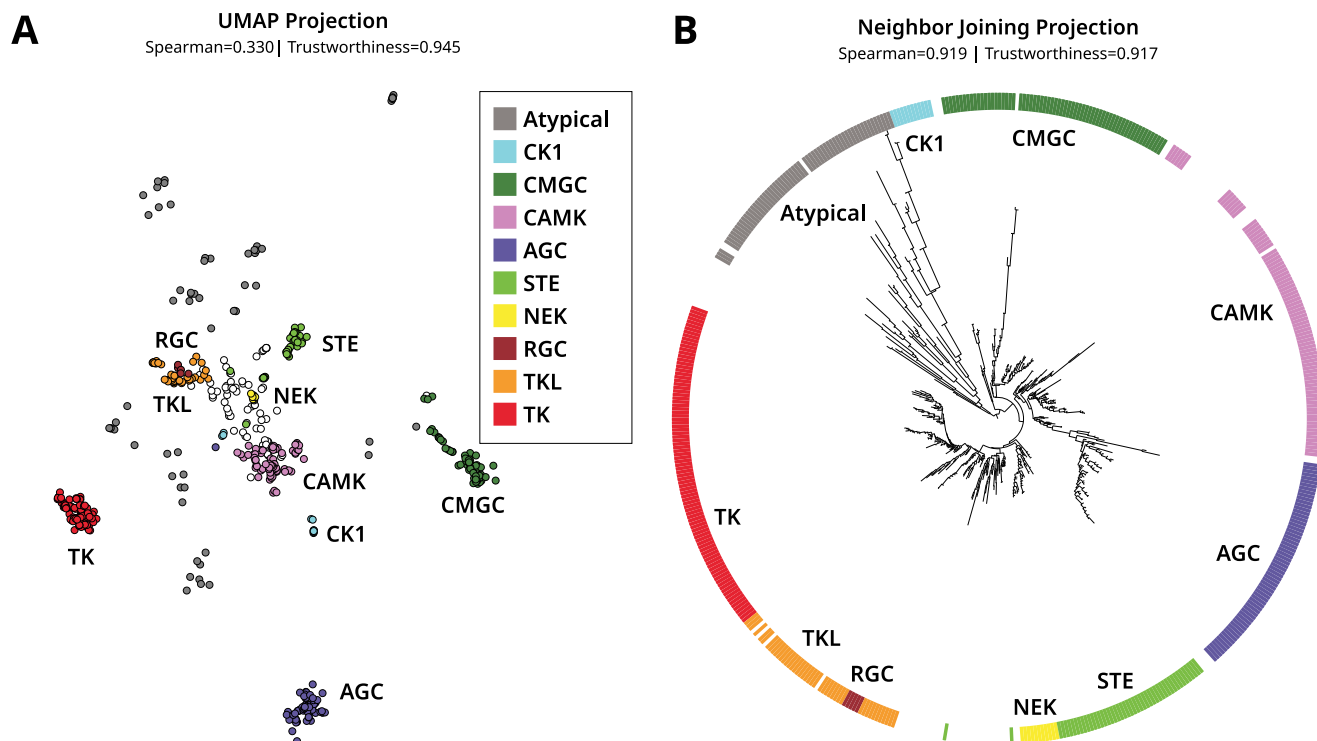 A
UMAP Projection
Spearman=0.330 | Trustworthiness=0.945
Atypical
CK1
CMGC
CAMK
AGC
STE
NEK
RGC
TKL
TK
RGC
STE
TKL
NEK
CAMK
CMGC
CK1
TK
AGC
B
Neighbor Joining Projection
Spearman=0.919 | Trustworthiness=0.917
CK1
CMGC
Atypical
CAMK
TK
AGC
TKL
RGC
STE
NEK